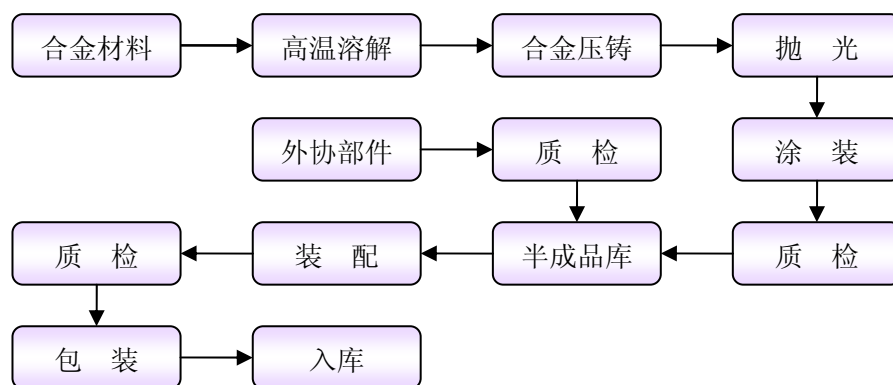 合金材料
高温溶解
合金压铸
抛 光
外协部件
质 检
涂 装
质 检
装 配
半成品库
质 检
包 装
入库